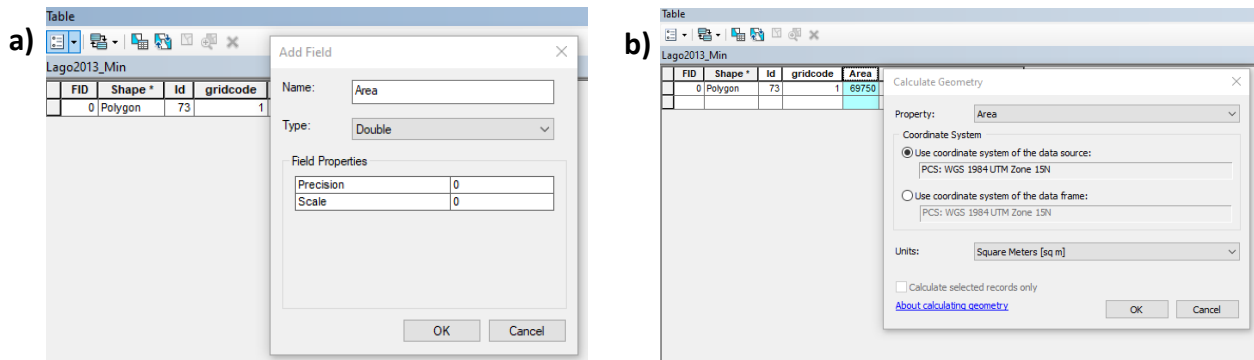 a)
Table
Lago2013_Min
FID Shape * Id gridcode
0 Polygon 73 1
Add Field
Name: Area
Type: Double
Field Properties
Precision 0
Scale 0
OK Cancel
b)
Table
Lago2013_Min
FID Shape * Id gridcode Area
0 Polygon 73 1 69750
Calculate Geometry
Property: Area
Coordinate System
Use coordinate system of the data source:
PCS: WGS 1984 UTM Zone 15N
Use coordinate system of the data frame:
PCS: WGS 1984 UTM Zone 15N
Units: Square Meters [sq m]
Calculate selected records only
About calculating geometry
OK Cancel